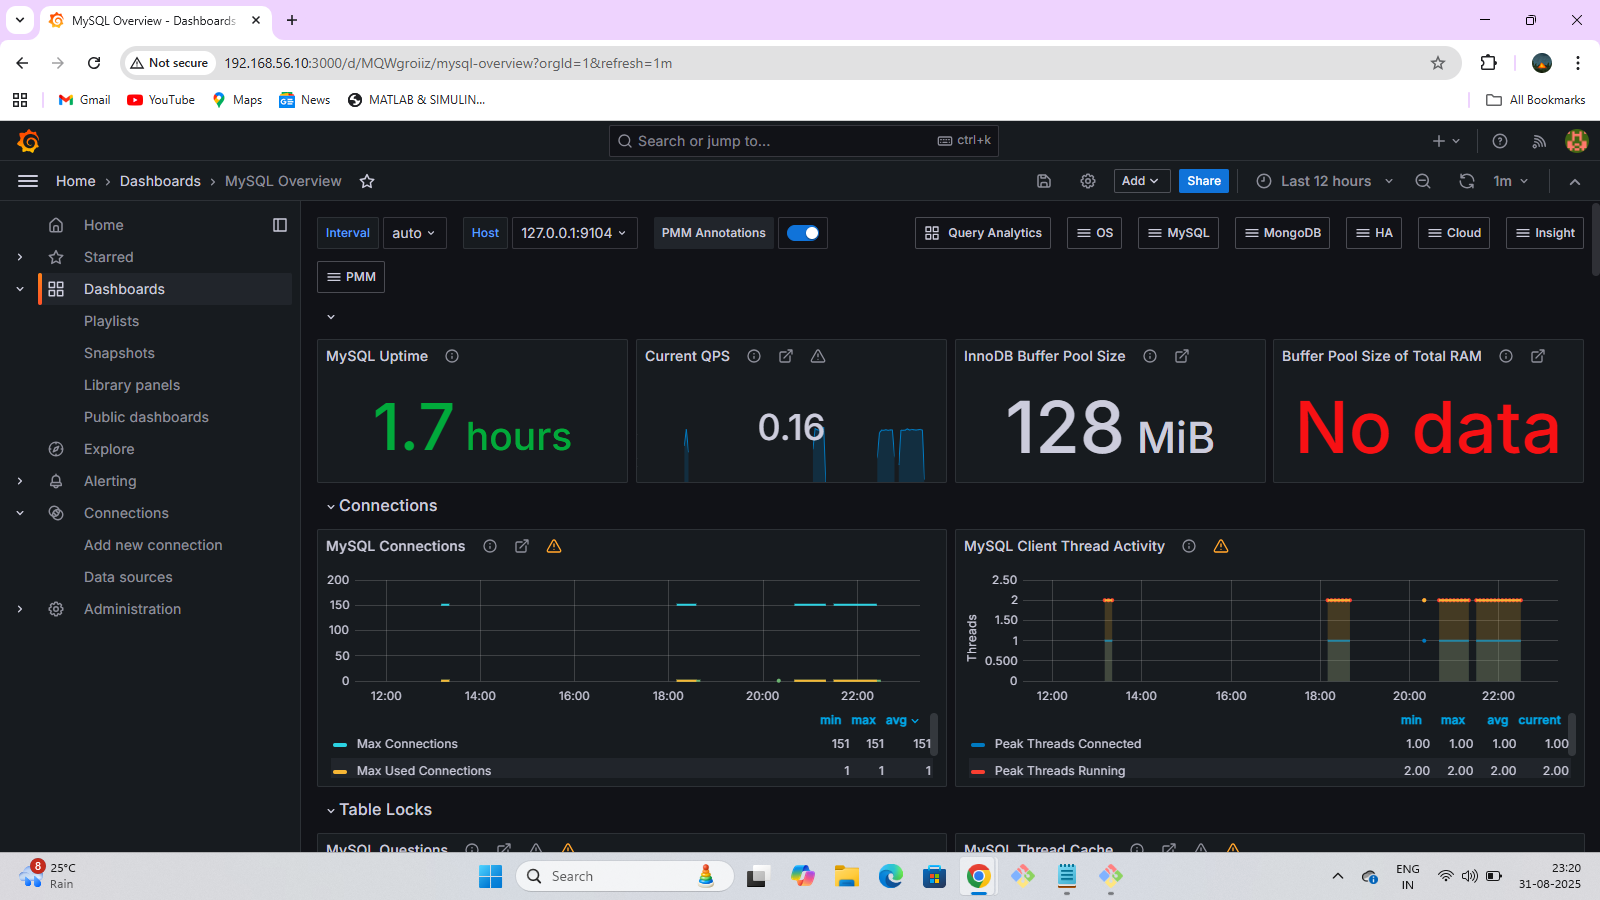 MySQL Overview - Dashboards
Not secure
192.168.56.10:3000/d/MQWgroiiz/mysql-overview?orgId=1&refresh=1m
Gmail
YouTube
Maps
News
MATLAB & SIMULIN...
All Bookmarks
Search or jump to...
ctrl+k
Home › Dashboards › MySQL Overview
Add
Share
Last 12 hours
1m
Home
Starred
Dashboards
Playlists
Snapshots
Library panels
Public dashboards
Explore
Alerting
Connections
Add new connection
Data sources
Administration
Interval auto
Host 127.0.0.1:9104
PMM Annotations
Query Analytics
OS
MySQL
MongoDB
HA
Cloud
Insight
PMM
MySQL Uptime
1.7 hours
Current QPS
0.16
InnoDB Buffer Pool Size
128 MiB
Buffer Pool Size of Total RAM
No data
Connections
MySQL Connections
200
150
100
50
0
12:00 14:00 16:00 18:00 20:00 22:00
min max avg
Max Connections 151 151 151
Max Used Connections 1 1 1
MySQL Client Thread Activity
Threads
2.50
2
1.50
1
0.500
0
12:00 14:00 16:00 18:00 20:00 22:00
min max avg current
Peak Threads Connected 1.00 1.00 1.00 1.00
Peak Threads Running 2.00 2.00 2.00 2.00
Table Locks
MySQL Questions
MySQL Thread Cache
8
25°C
Rain
Search
ENG
IN
23:20
31-08-2025